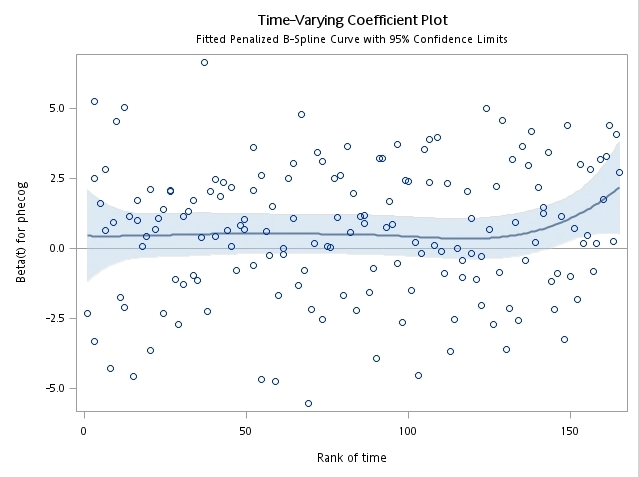 Time-Varying Coefficient Plot
Fitted Penalized B-Spline Curve with 95% Confidence Limits
Beta(t) for phecog
5.0
2.5
0.0
-2.5
-5.0
0
50
100
150
Rank of time